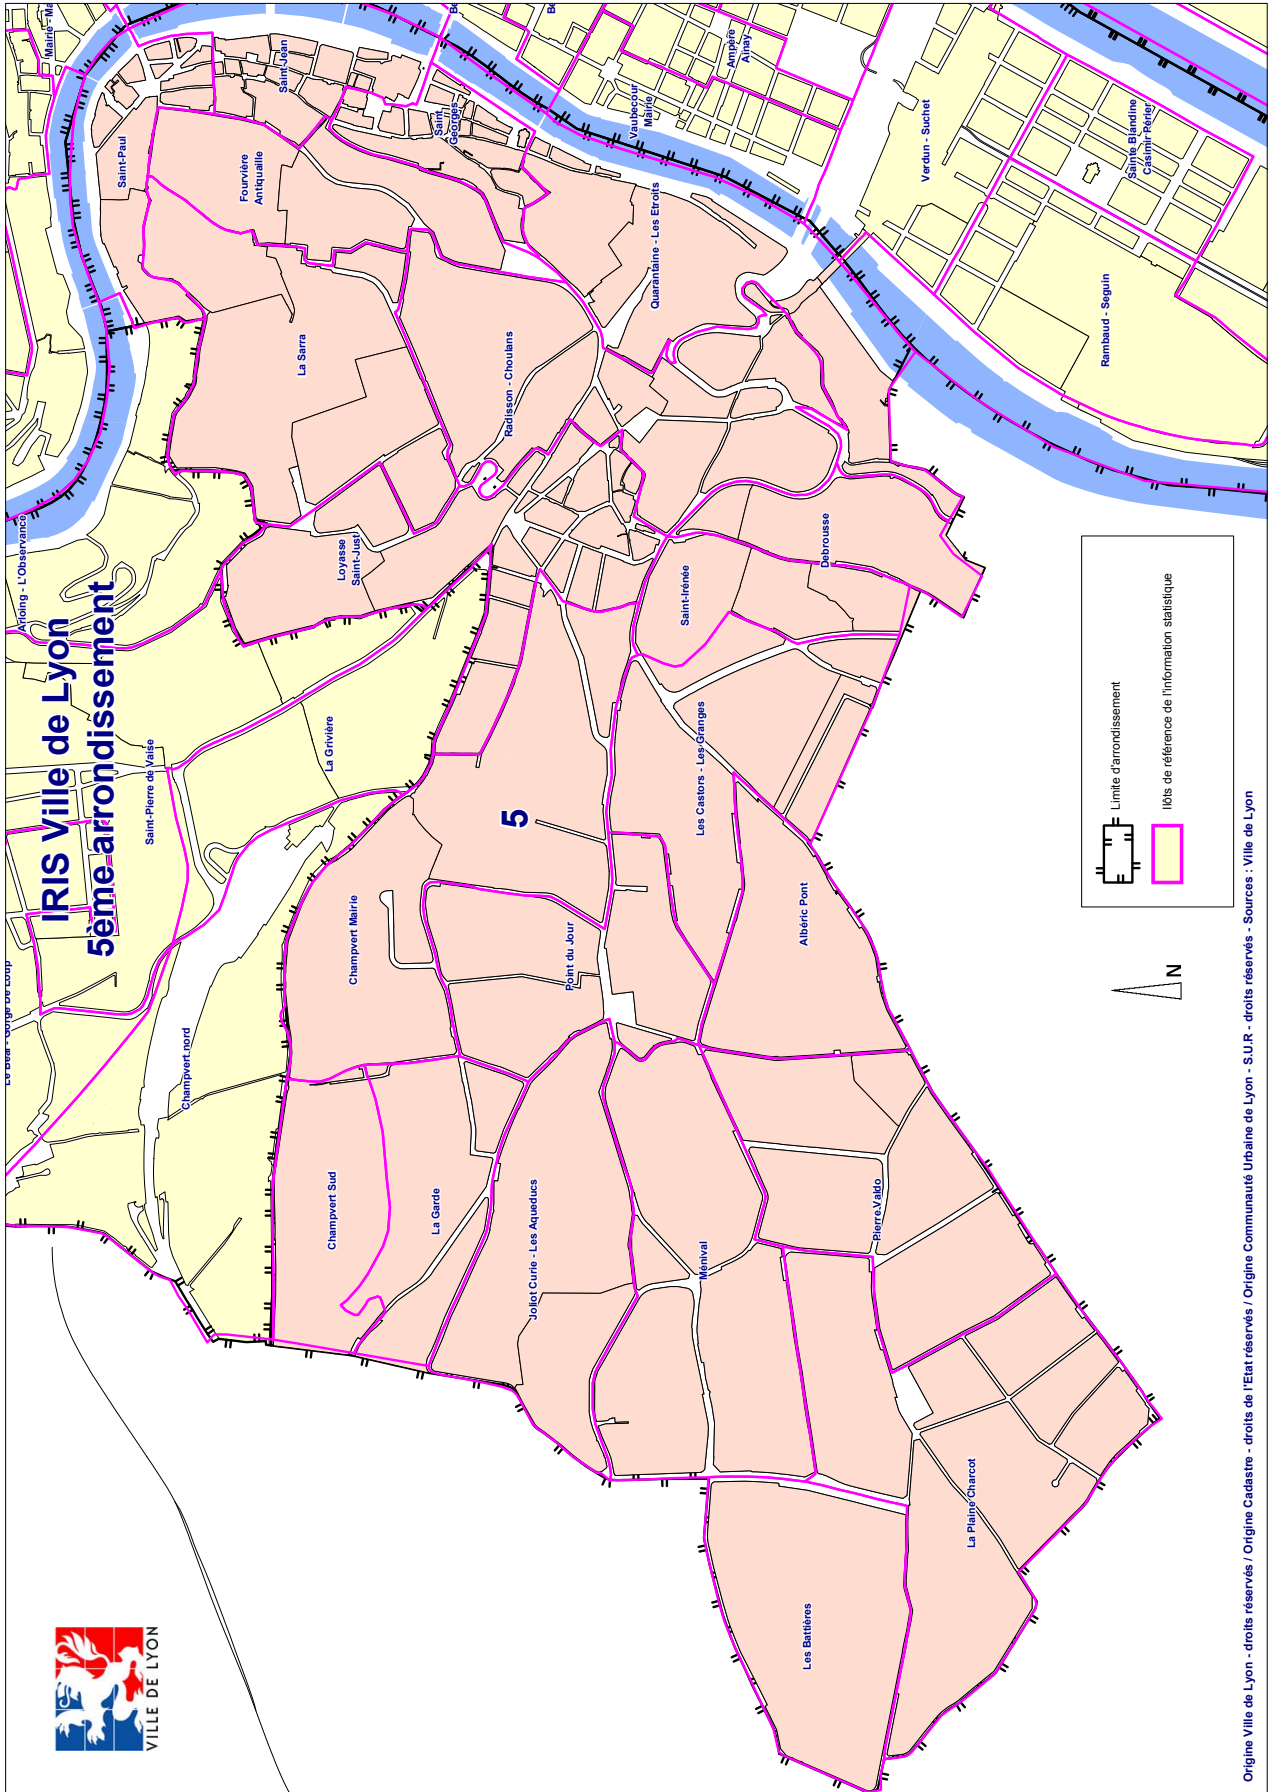 IRIS Ville de Lyon
5ème arrondissement
VILLE DE LYON
Champvert nord
Saint-Pierre de Vaise
La Grivière
Arloing - L'Observance
Saint-Paul
Saint Jean
Fourvière
Antiquaille
Saint
Georges
La Sarra
Loyasse
Saint-Just
Radisson - Choulans
Quarantaine - Les Etroits
Vaubecour
Mairie
Ampère
Ainay
Verdun - Suchet
Sainte Blandine
Casimir Périer
Rambaud - Seguin
5
Champvert Mairie
Champvert Sud
La Garde
Point du Jour
Joliot Curie - Les Aqueducs
Saint-Irénée
Debrousse
Les Castors - Les Granges
Albéric Pont
Ménival
Pierre Valdo
Les Battières
La Plaine Charcot
N
Limite d'arrondissement
Ilôts de référence de l'information statistique
Origine Ville de Lyon - droits réservés / Origine Cadastre - droits de l'Etat réservés / Origine Communauté Urbaine de Lyon - S.U.R - droits réservés - Sources : Ville de Lyon